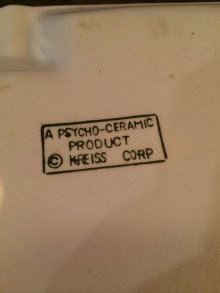 A PSYCHO-CERAMIC
PRODUCT
© KREISS CORP